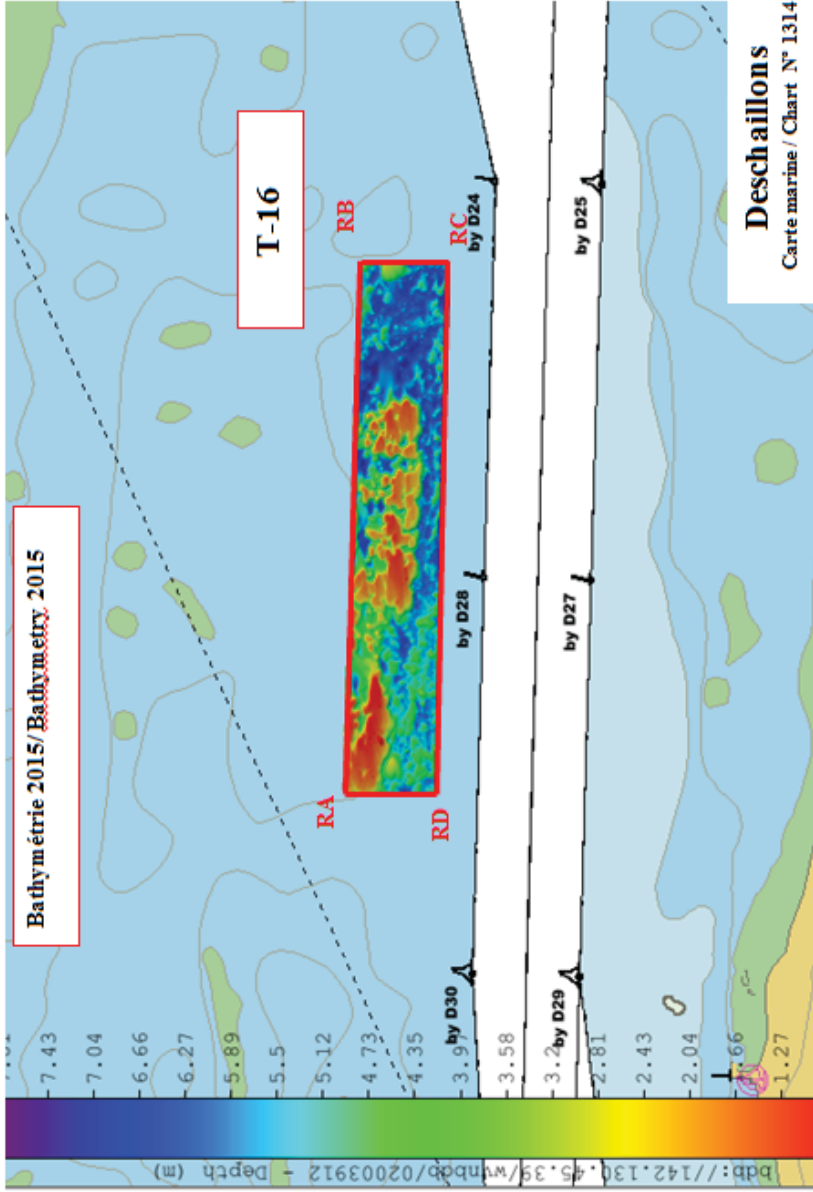 Bathymétrie 2015/ Bathymetry 2015
T-16
RA
RB
RC
RD
by D24
by D28
by D30
by D25
by D27
by D29
Deschaillons
Carte marine / Chart N° 1314
7.43
7.04
6.66
6.27
5.89
5.5
5.12
4.73
4.35
3.97
3.58
3.2
2.81
2.43
2.04
1.66
1.27
bdb://142.130.45.39/wvnbdb/02003912 - Depth (m)